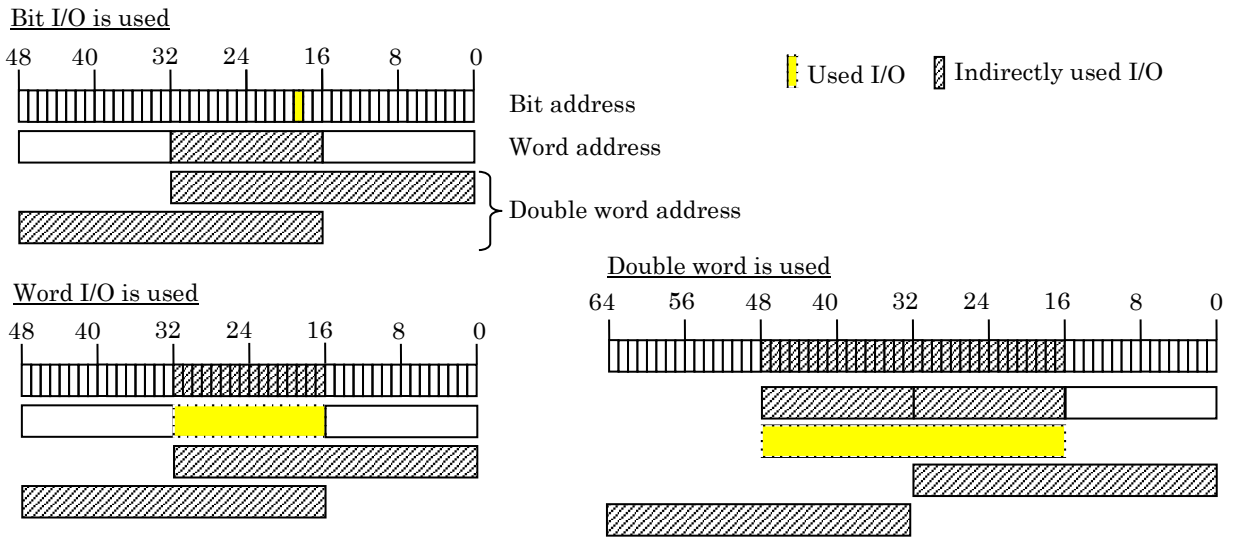 Bit I/O is used
48 40 32 24 16 8 0
Used I/O Indirectly used I/O
Bit address
Word address
Double word address
Word I/O is used
48 40 32 24 16 8 0
Double word is used
64 56 48 40 32 24 16 8 0